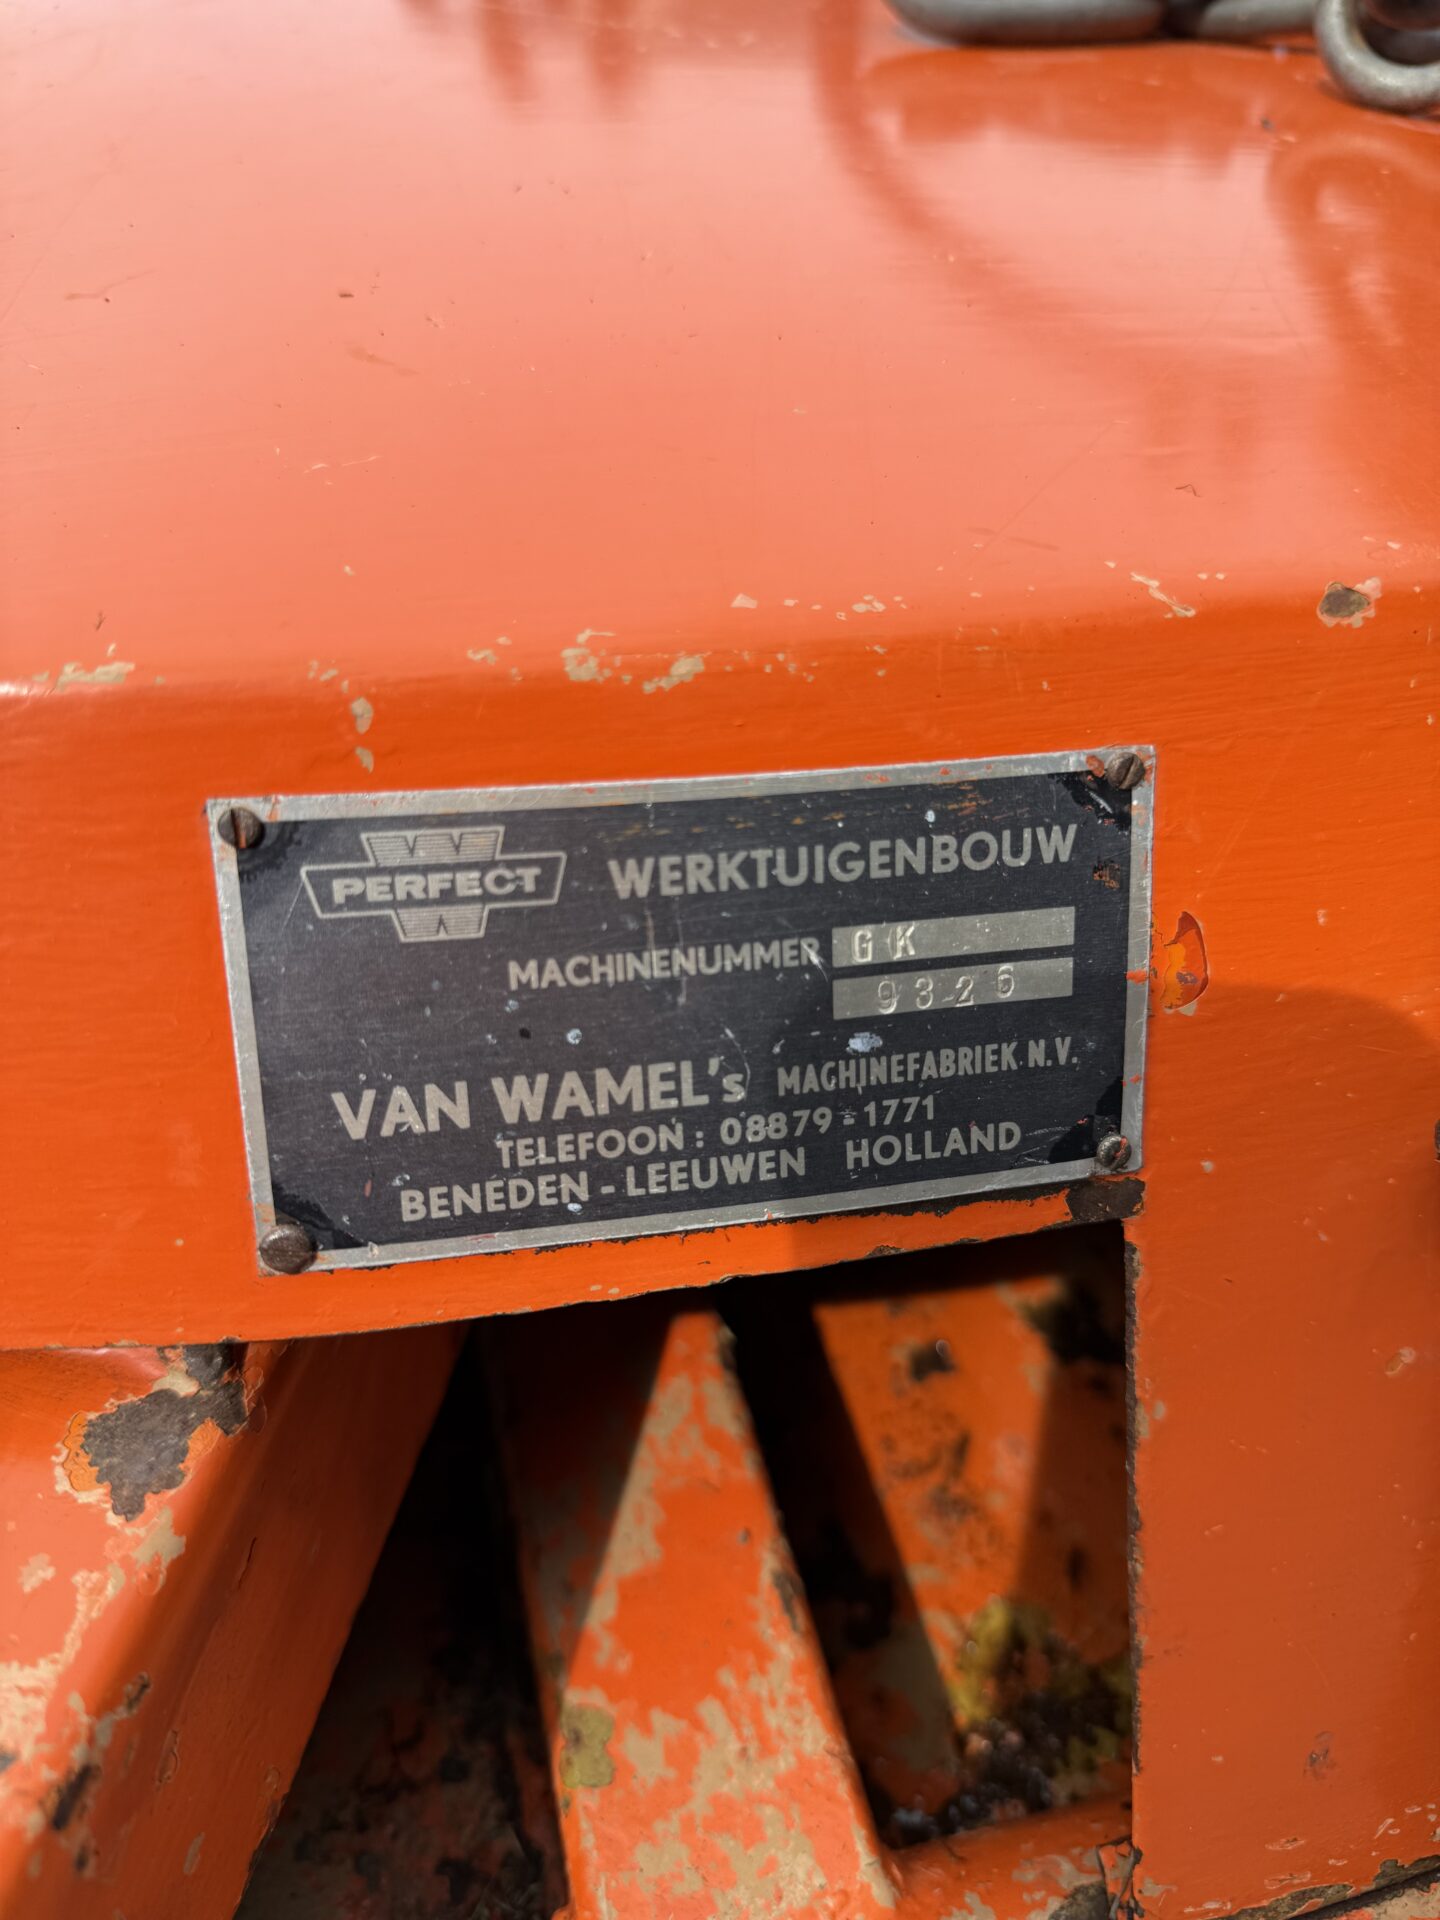 W
PERFECT
W
WERKTUIGENBOUW
MACHINENUMMER GK
9326
VAN WAMEL's MACHINEFABRIEK N.V.
TELEFOON: 08879-1771
BENEDEN-LEEUWEN HOLLAND